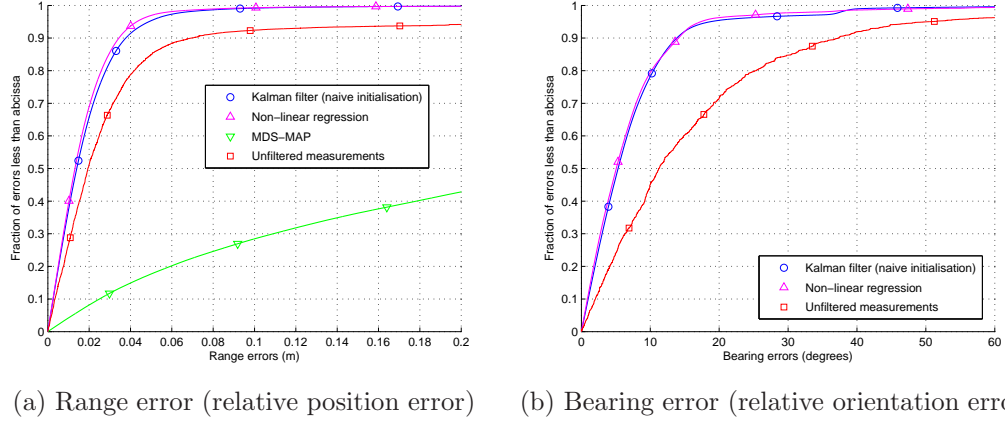 Fraction of errors less than abcissa
1
0.9
0.8
0.7
0.6
0.5
0.4
0.3
0.2
0.1
0
Kalman filter (naive initialisation)
Non−linear regression
MDS−MAP
Unfiltered measurements
0 0.02 0.04 0.06 0.08 0.1 0.12 0.14 0.16 0.18 0.2
Range errors (m)
(a) Range error (relative position error)
Fraction of errors less than abcissa
1
0.9
0.8
0.7
0.6
0.5
0.4
0.3
0.2
0.1
0
Kalman filter (naive initialisation)
Non−linear regression
Unfiltered measurements
0 10 20 30 40 50 60
Bearing errors (degrees)
(b) Bearing error (relative orientation erro